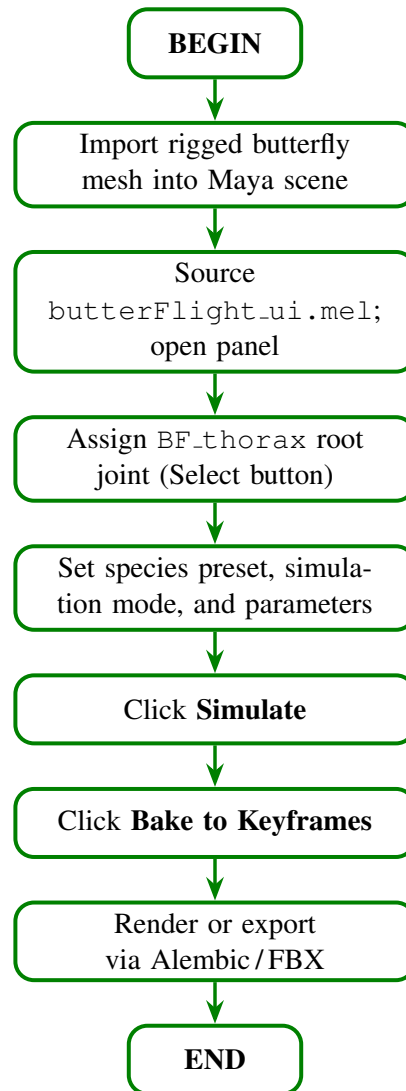 BEGIN
Import rigged butterfly
mesh into Maya scene
Source
butterFlight_ui.mel;
open panel
Assign BF_thorax root
joint (Select button)
Set species preset, simula-
tion mode, and parameters
Click Simulate
Click Bake to Keyframes
Render or export
via Alembic/FBX
END